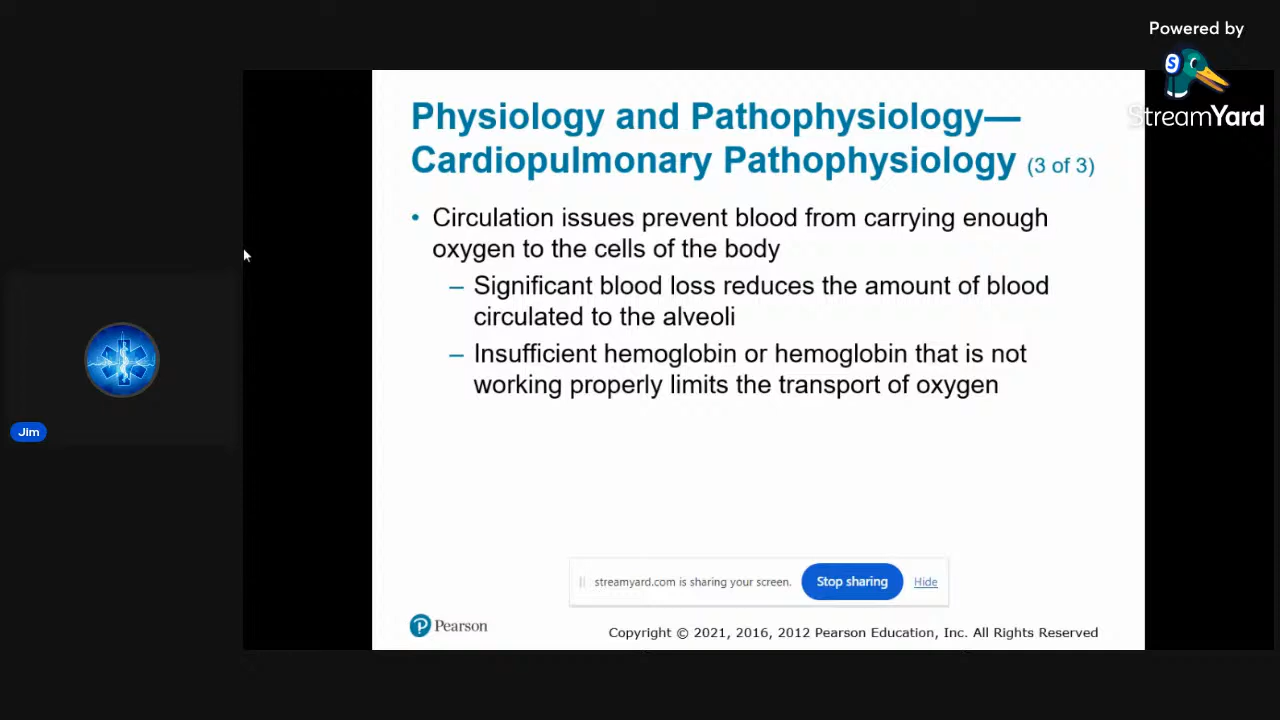 Powered by
StreamYard
Physiology and Pathophysiology—
Cardiopulmonary Pathophysiology (3 of 3)
• Circulation issues prevent blood from carrying enough
oxygen to the cells of the body
– Significant blood loss reduces the amount of blood
circulated to the alveoli
– Insufficient hemoglobin or hemoglobin that is not
working properly limits the transport of oxygen
Jim
streamyard.com is sharing your screen. Stop sharing Hide
Pearson
Copyright © 2021, 2016, 2012 Pearson Education, Inc. All Rights Reserved